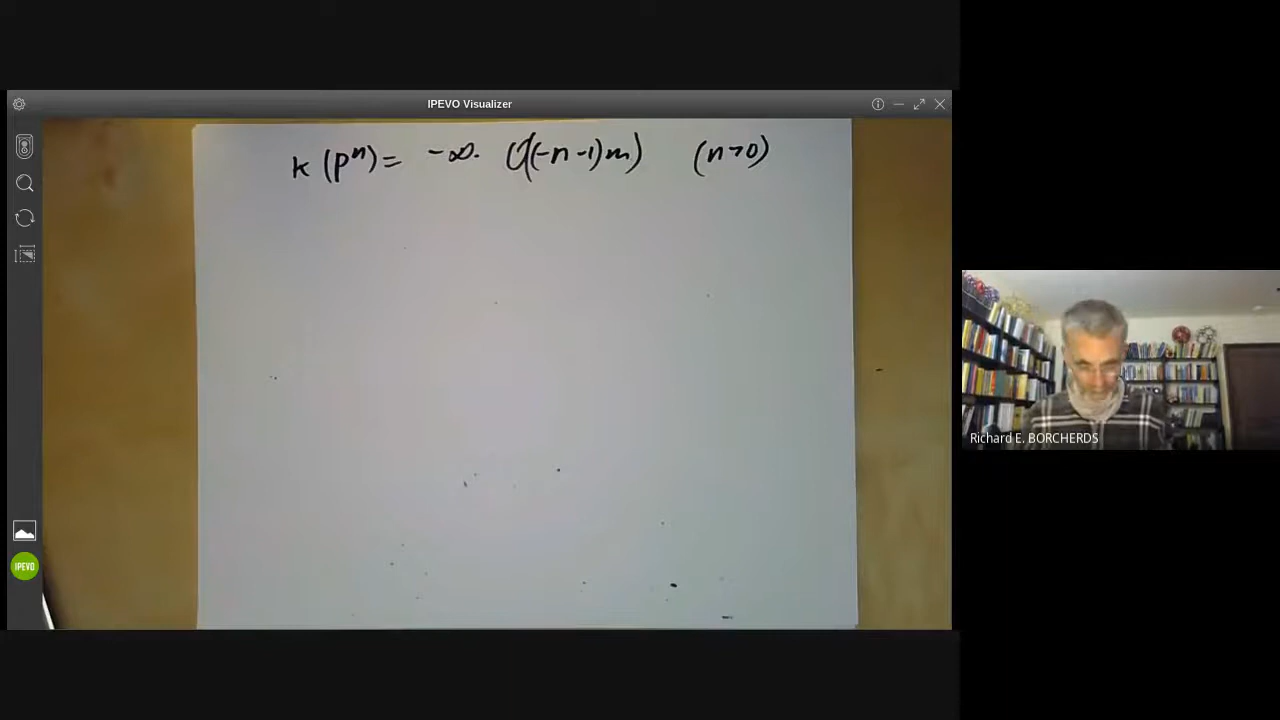 IPEVO Visualizer
κ(P^n) = -∞. O((-n-1)m) (n>0)
Richard E. BORCHERDS
IPEVO